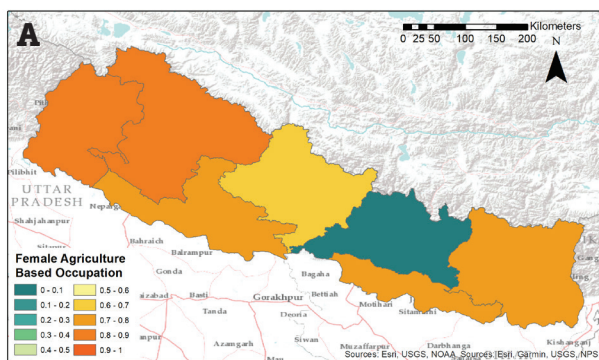 A
Kilometers
0 25 50 100 150 200
N
Pilibhit
UTTAR
PRADESH
Shahjahanpur
Nepalg
Bahraich
Balrampur
Gonda
Basti
Tanda
Azamgarh
Gorakhpur
Deoria
Siwan
Bagaha
Bettiah
Motihari
Sitamarhi
Muzaffarpur
Darbhanga
Kishanganj
Female Agriculture
Based Occupation
0 - 0.1
0.1 - 0.2
0.2 - 0.3
0.3 - 0.4
0.4 - 0.5
0.5 - 0.6
0.6 - 0.7
0.7 - 0.8
0.8 - 0.9
0.9 - 1
Sources: Esri, USGS, NOAA, Sources: Esri, Garmin, USGS, NPS